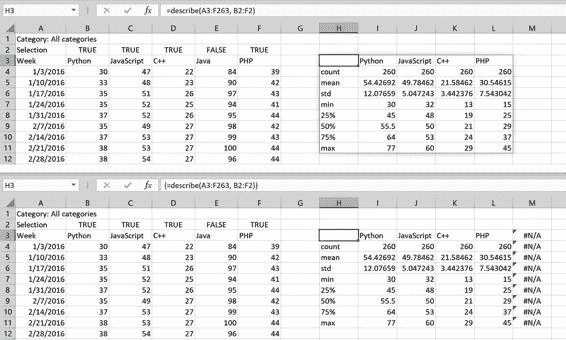 H3 fx =describe(A3:F263, B2:F2)
A B C D E F G H I J K L M
1 Category: All categories
2 Selection TRUE TRUE TRUE FALSE TRUE
3 Week Python JavaScript C++ Java PHP Python JavaScript C++ PHP
4 1/3/2016 30 47 22 84 39 count 260 260 260 260
5 1/10/2016 33 48 23 90 42 mean 54.42692 49.78462 21.58462 30.54615
6 1/17/2016 35 51 26 97 43 std 12.07659 5.047243 3.442376 7.543042
7 1/24/2016 35 52 25 94 41 min 30 32 13 15
8 1/31/2016 37 52 26 95 44 25% 45 48 19 25
9 2/7/2016 35 49 27 98 42 50% 55.5 50 21 29
10 2/14/2016 37 53 29 99 43 75% 64 53 24 37
11 2/21/2016 38 53 27 100 44 max 77 60 29 45
12 2/28/2016 38 54 27 96 44
H3 fx {=describe(A3:F263, B2:F2)}
A B C D E F G H I J K L M
1 Category: All categories
2 Selection TRUE TRUE TRUE FALSE TRUE
3 Week Python JavaScript C++ Java PHP Python JavaScript C++ PHP #N/A
4 1/3/2016 30 47 22 84 39 count 260 260 260 260 #N/A
5 1/10/2016 33 48 23 90 42 mean 54.42692 49.78462 21.58462 30.54615 #N/A
6 1/17/2016 35 51 26 97 43 std 12.07659 5.047243 3.442376 7.543042 #N/A
7 1/24/2016 35 52 25 94 41 min 30 32 13 15 #N/A
8 1/31/2016 37 52 26 95 44 25% 45 48 19 25 #N/A
9 2/7/2016 35 49 27 98 42 50% 55.5 50 21 29 #N/A
10 2/14/2016 37 53 29 99 43 75% 64 53 24 37 #N/A
11 2/21/2016 38 53 27 100 44 max 77 60 29 45 #N/A
12 2/28/2016 38 54 27 96 44